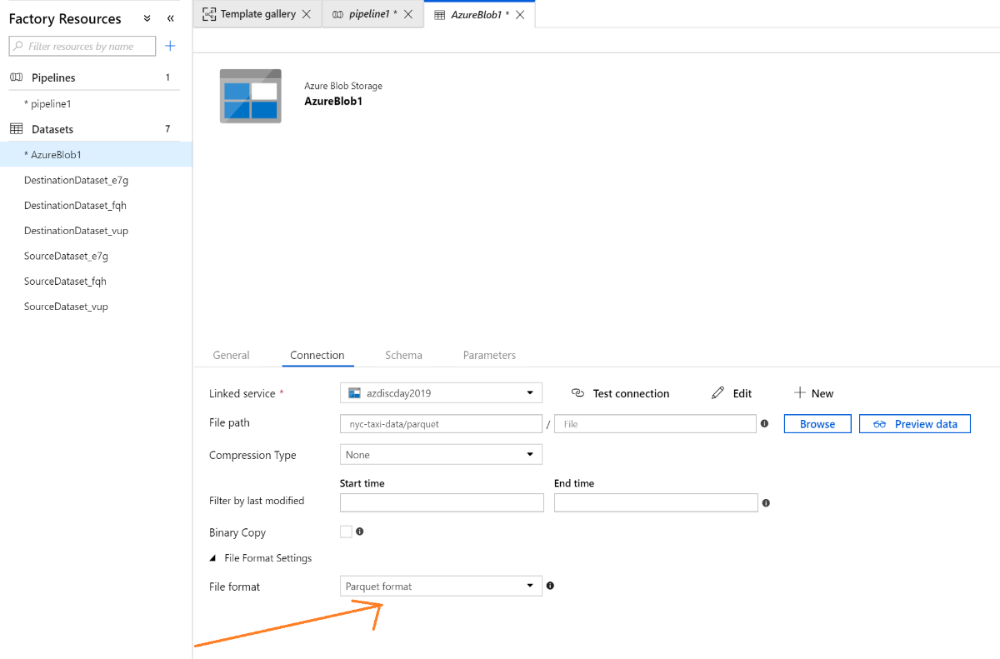 Factory Resources
Filter resources by name
Pipelines 1
* pipeline1
Datasets 7
* AzureBlob1
DestinationDataset_e7g
DestinationDataset_fqh
DestinationDataset_vup
SourceDataset_e7g
SourceDataset_fqh
SourceDataset_vup
Template gallery
pipeline1 *
AzureBlob1 *
Azure Blob Storage
AzureBlob1
General Connection Schema Parameters
Linked service * azdiscday2019 Test connection Edit New
File path nyc-taxi-data/parquet / File Browse Preview data
Compression Type None
Start time End time
Filter by last modified
Binary Copy
File Format Settings
File format Parquet format